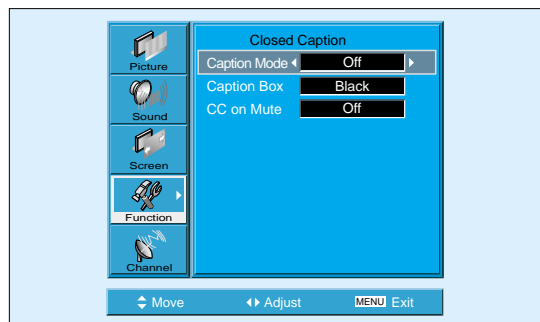 Closed Caption
Picture
Caption Mode Off
Caption Box Black
CC on Mute Off
Sound
Screen
Function
Channel
Move Adjust MENU Exit